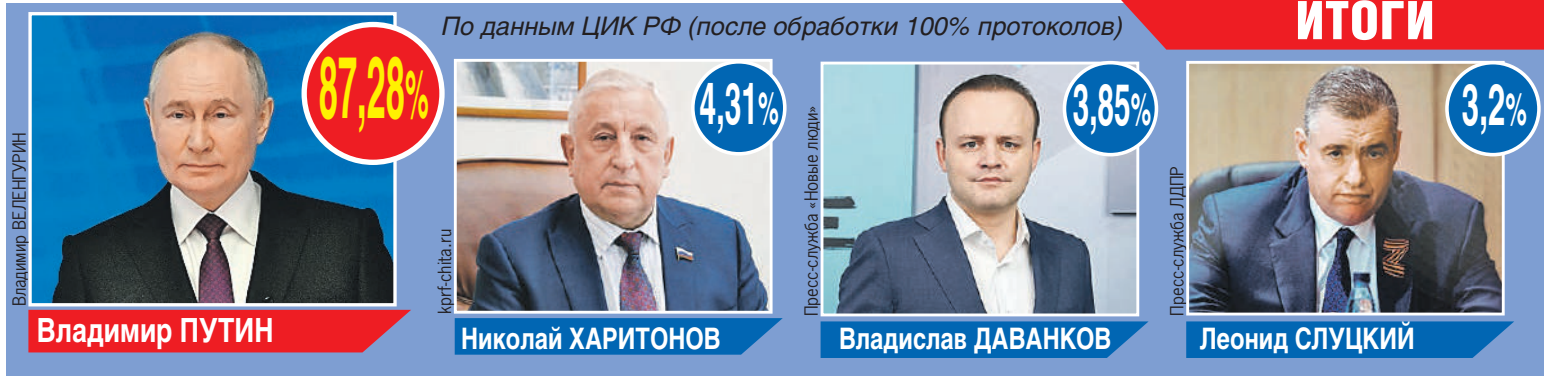 По данным ЦИК РФ (после обработки 100% протоколов)
ИТОГИ
87,28%
4,31%
3,85%
3,2%
Владимир ВЕЛЕНГУРИН
kprf-chita.ru
Пресс-служба «Новые люди»
Пресс-служба ЛДПР
Владимир ПУТИН
Николай ХАРИТОНОВ
Владислав ДАВАНКОВ
Леонид СЛУЦКИЙ